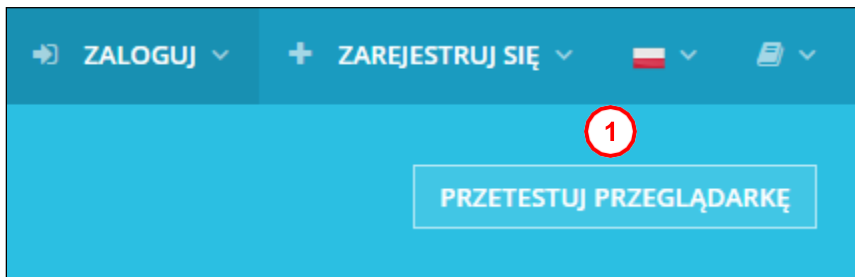 ZALOGUJ ZAREJESTRUJ SIĘ
1
PRZETESTUJ PRZEGLĄDARKĘ